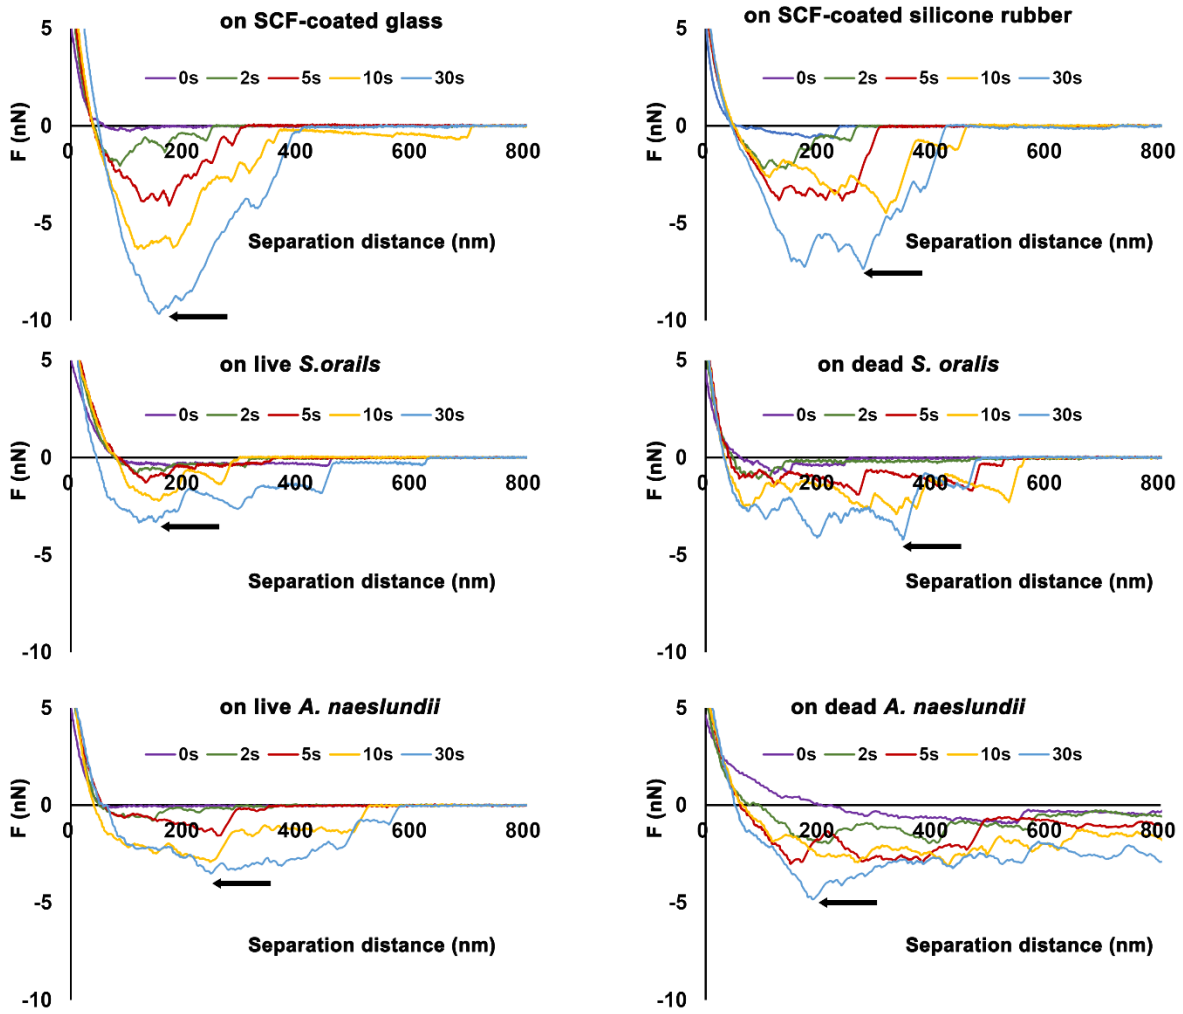 on SCF-coated glass
F (nN)
5
0
-5
-10
0s 2s 5s 10s 30s
0 200 400 600 800
Separation distance (nm)
on SCF-coated silicone rubber
F (nN)
5
0
-5
-10
0s 2s 5s 10s 30s
0 200 400 600 800
Separation distance (nm)
on live S.orails
F (nN)
5
0
-5
-10
0s 2s 5s 10s 30s
0 200 400 600 800
Separation distance (nm)
on dead S. oralis
F (nN)
5
0
-5
-10
0s 2s 5s 10s 30s
0 200 400 600 800
Separation distance (nm)
on live A. naeslundii
F (nN)
5
0
-5
-10
0s 2s 5s 10s 30s
0 200 400 600 800
Separation distance (nm)
on dead A. naeslundii
F (nN)
5
0
-5
-10
0s 2s 5s 10s 30s
0 200 400 600 800
Separation distance (nm)